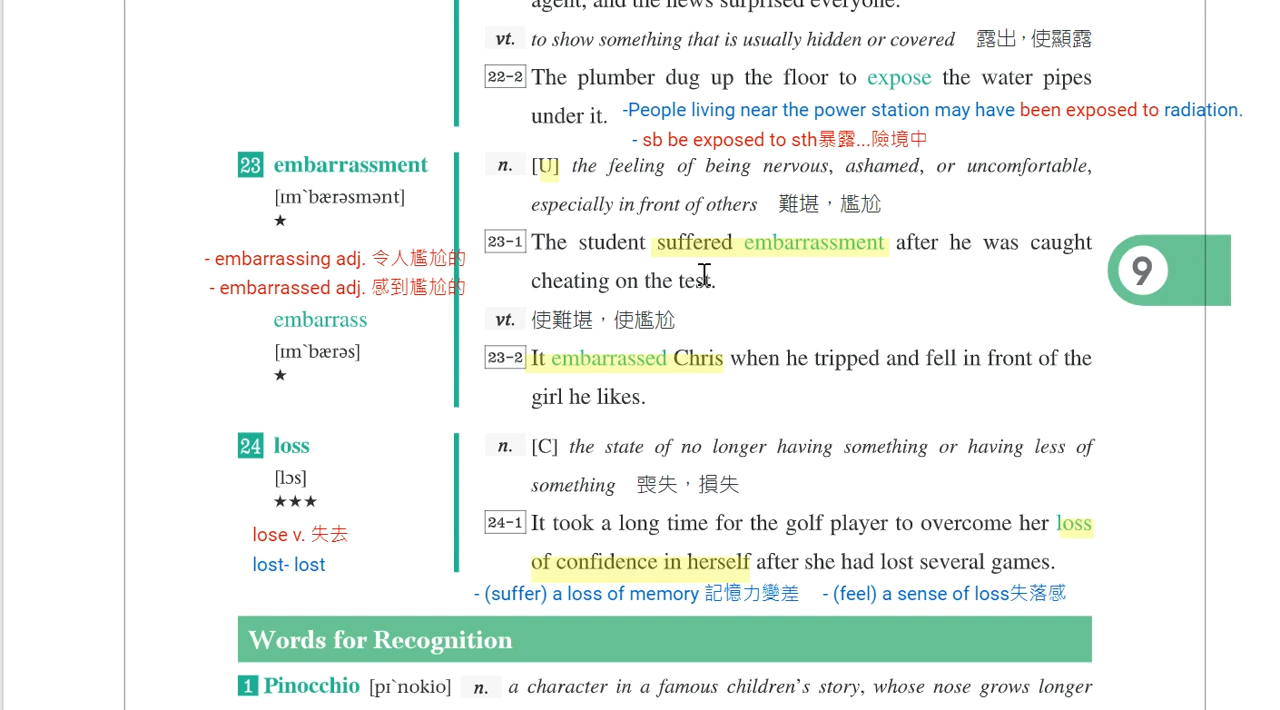 agent, and the news surprised everyone.
vt. to show something that is usually hidden or covered 露出，使顯露
22-2 The plumber dug up the floor to expose the water pipes
under it. -People living near the power station may have been exposed to radiation.
- sb be exposed to sth暴露...險境中
23 embarrassment n. [U] the feeling of being nervous, ashamed, or uncomfortable,
[ɪmˋbærəsmənt] especially in front of others 難堪，尷尬
★
23-1 The student suffered embarrassment after he was caught
- embarrassing adj. 令人尷尬的
cheating on the test.
- embarrassed adj. 感到尷尬的
embarrass vt. 使難堪，使尷尬
[ɪmˋbærəs] 23-2 It embarrassed Chris when he tripped and fell in front of the
★
girl he likes.
9
24 loss n. [C] the state of no longer having something or having less of
[lɔs] something 喪失，損失
★★★
24-1 It took a long time for the golf player to overcome her loss
lose v. 失去
of confidence in herself after she had lost several games.
lost- lost
- (suffer) a loss of memory 記憶力變差 - (feel) a sense of loss失落感
Words for Recognition
1 Pinocchio [pɪˋnokio] n. a character in a famous children's story, whose nose grows longer